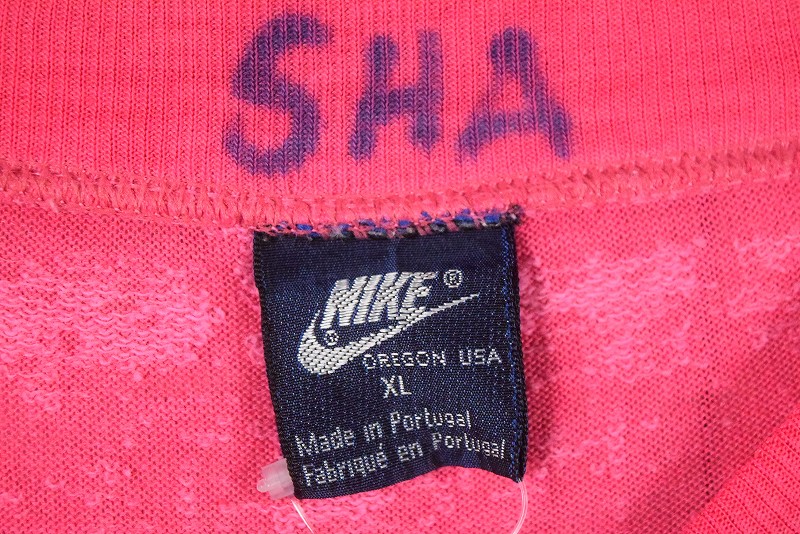 SHA
NIKE®
®
OREGON USA
XL
Made in Portugal
Fabriqué en Portugal